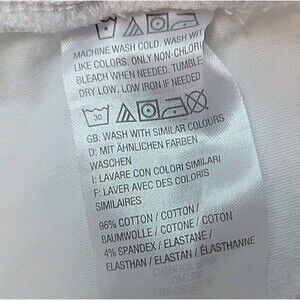 MACHINE WASH COLD. WASH WIT
LIKE COLORS. ONLY NON-CHLORI
BLEACH WHEN NEEDED. TUMBLE
DRY LOW. LOW IRON IF NEEDED
30
GB: WASH WITH SIMILAR COLOURS
D: MIT ÄHNLICHEN FARBEN
WASCHEN
I: LAVARE CON COLORI SIMILARI
F: LAVER AVEC DES COLORIS
SIMILAIRES
96% COTTON / COTTON /
BAUMWOLLE / COTONE / COTON
4% SPANDEX / ELASTANE /
ELASTHAN / ELASTAN / ÉLASTHANNE